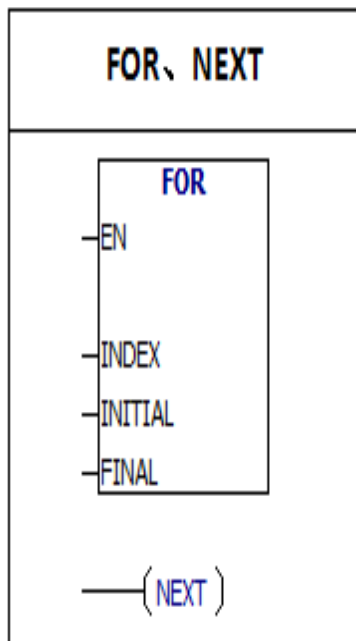 FOR、NEXT
FOR
EN
INDEX
INITIAL
FINAL
(NEXT)